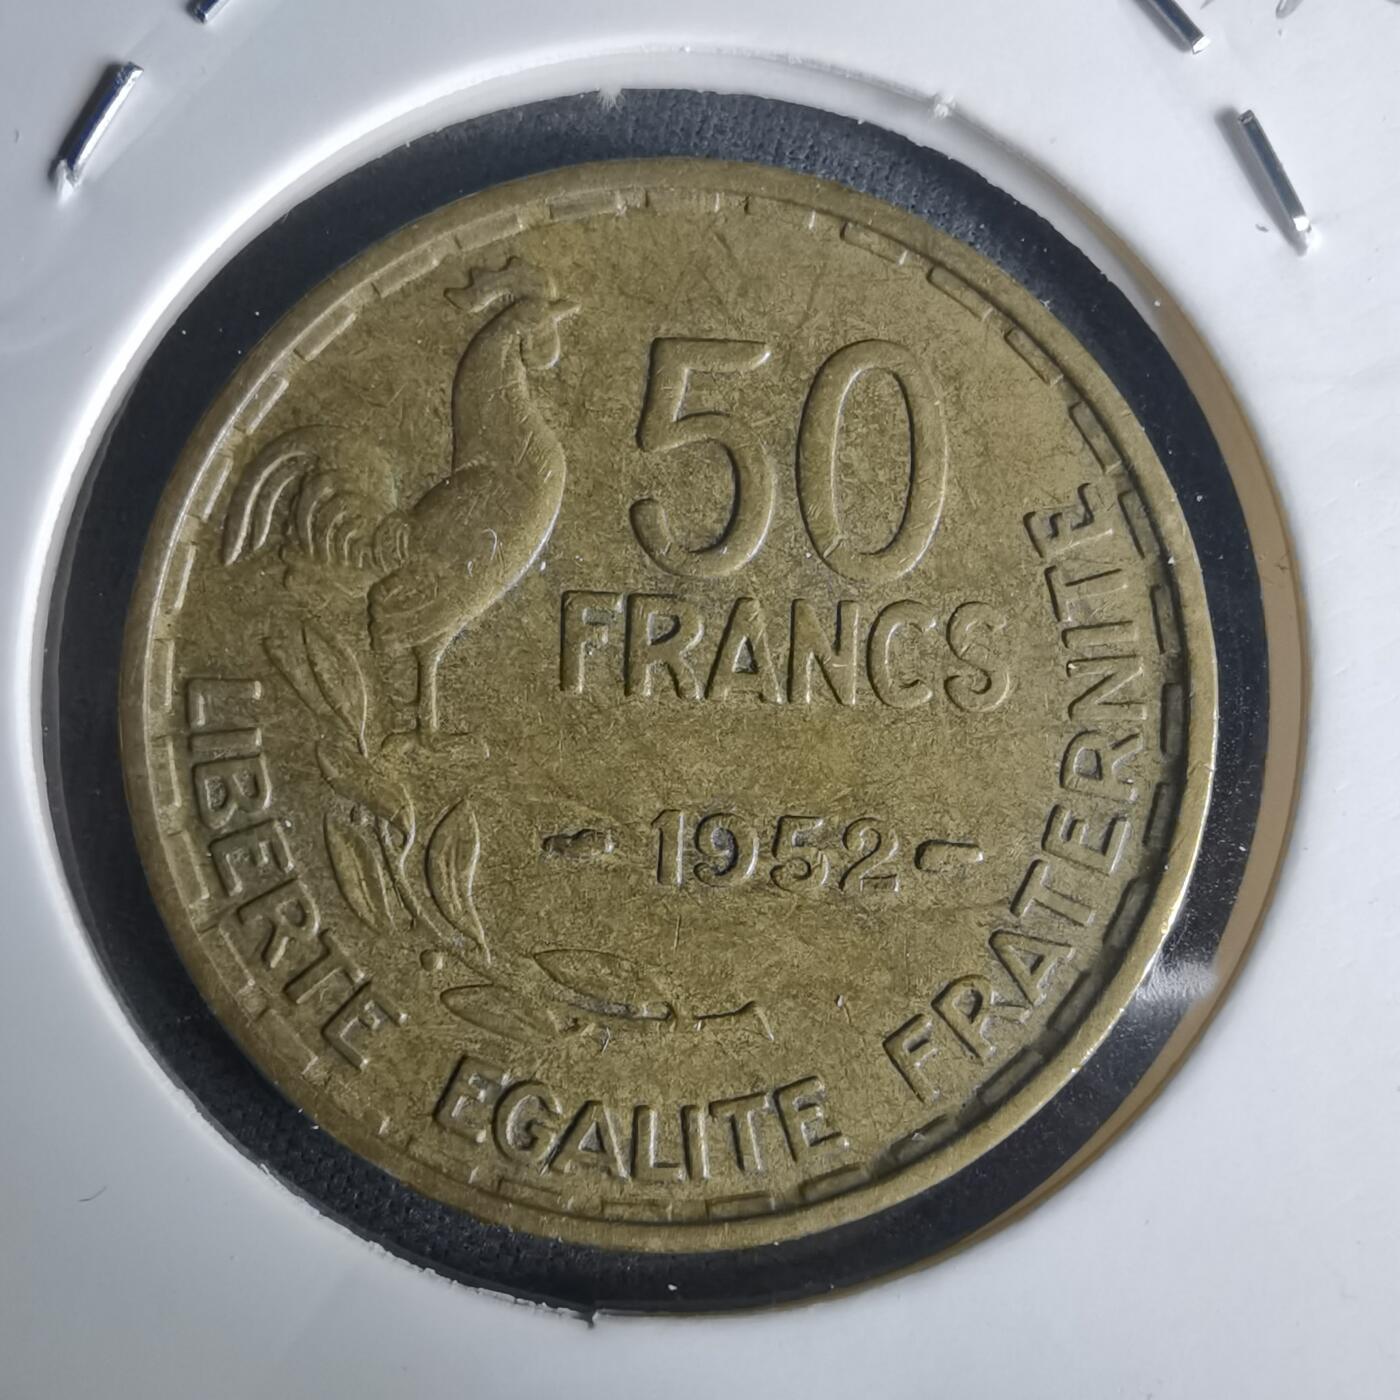 50
FRANCS
- 1952 -
LIBERTE EGALITE FRATERNITE